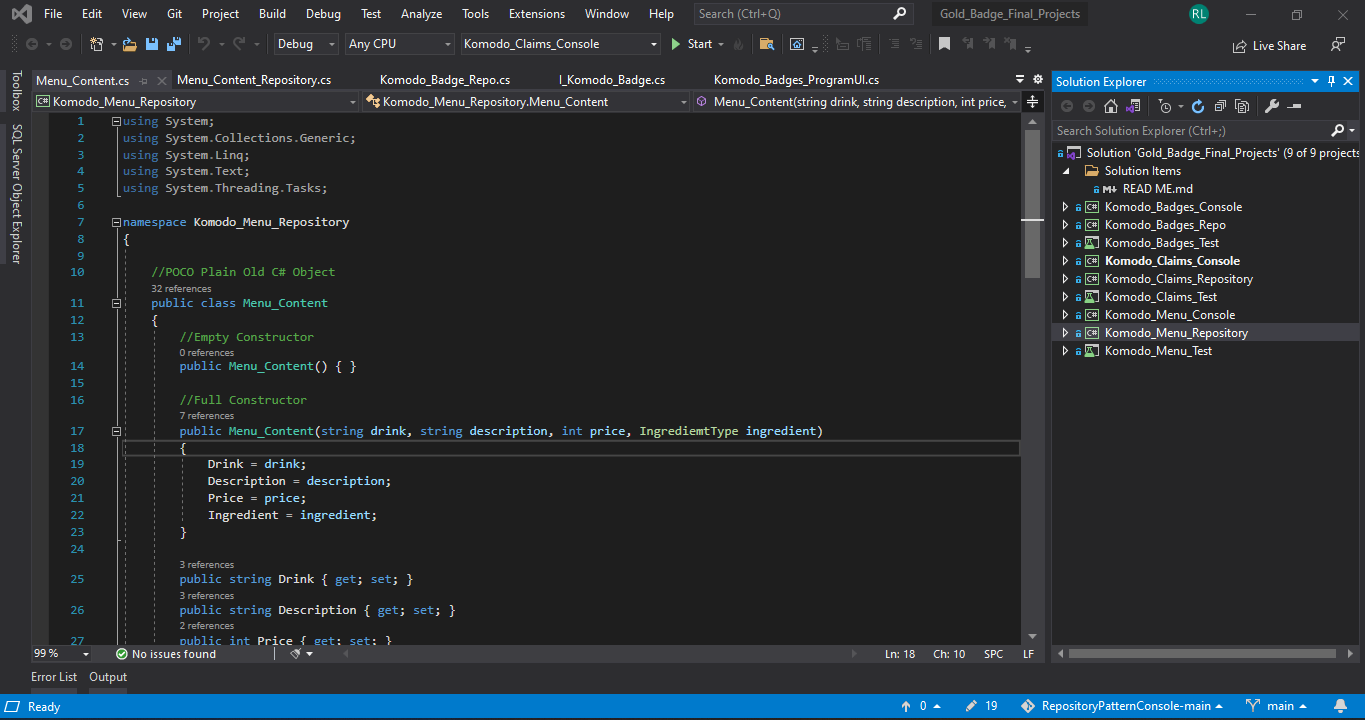 File Edit View Git Project Build Debug Test Analyze Tools Extensions Window Help Search (Ctrl+Q) Gold_Badge_Final_Projects RL
Debug Any CPU Komodo_Claims_Console Start Live Share
Toolbox
SQL Server Object Explorer
Menu_Content.cs Menu_Content_Repository.cs Komodo_Badge_Repo.cs I_Komodo_Badge.cs Komodo_Badges_ProgramUI.cs
C# Komodo_Menu_Repository Komodo_Menu_Repository.Menu_Content Menu_Content(string drink, string description, int price,
1 using System;
2 using System.Collections.Generic;
3 using System.Linq;
4 using System.Text;
5 using System.Threading.Tasks;
6
7 namespace Komodo_Menu_Repository
8 {
9
10 //POCO Plain Old C# Object
32 references
11 public class Menu_Content
12 {
13 //Empty Constructor
0 references
14 public Menu_Content() { }
15
16 //Full Constructor
7 references
17 public Menu_Content(string drink, string description, int price, IngrediemtType ingredient)
18 {
19 Drink = drink;
20 Description = description;
21 Price = price;
22 Ingredient = ingredient;
23 }
24
3 references
25 public string Drink { get; set; }
3 references
26 public string Description { get; set; }
2 references
27 public int Price { get; set; }
99 % No issues found Ln: 18 Ch: 10 SPC LF
Solution Explorer
Search Solution Explorer (Ctrl+;)
Solution 'Gold_Badge_Final_Projects' (9 of 9 projects
Solution Items
M READ ME.md
C# Komodo_Badges_Console
C# Komodo_Badges_Repo
Komodo_Badges_Test
C# Komodo_Claims_Console
C# Komodo_Claims_Repository
Komodo_Claims_Test
C# Komodo_Menu_Console
C# Komodo_Menu_Repository
Komodo_Menu_Test
Error List Output
Ready 0 19 RepositoryPatternConsole-main main